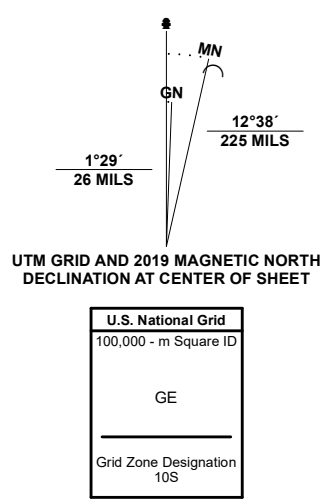 MN
GN
12°38´
225 MILS
1°29´
26 MILS
UTM GRID AND 2019 MAGNETIC NORTH
DECLINATION AT CENTER OF SHEET
U.S. National Grid
100,000 - m Square ID
GE
Grid Zone Designation
10S